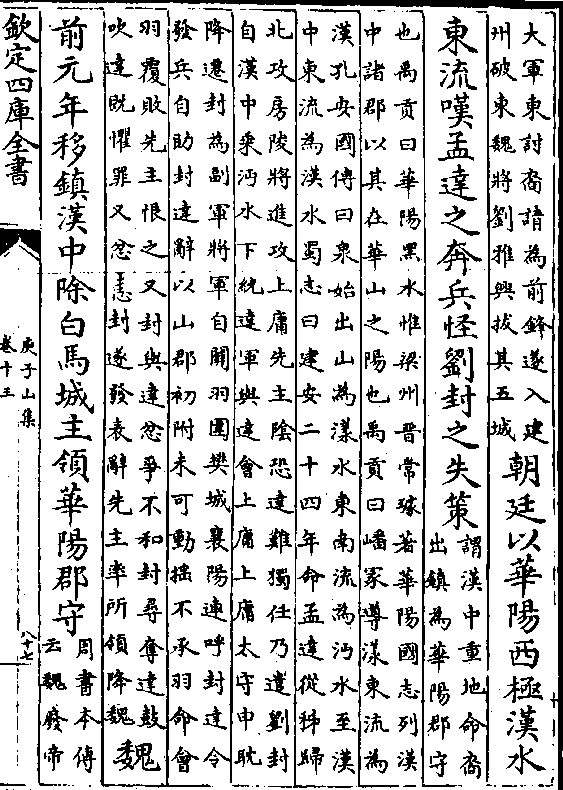 大軍東討裔請為前鋒遂入建
州破東魏將劉雅興拔其五城
朝廷以華陽西極漢水
東流嘆孟達之奔兵怪劉封之失策
謂漢中重地命裔
出鎮為華陽郡守
也禹貢曰華陽黑水惟梁州晉常璩著華陽國志列漢
中諸郡以其在華山之陽也禹貢曰嶓冢導漾東流為
漢孔安國傳曰泉始出山為漾水東南流為沔水至漢
中東流為漢水蜀志曰建安二十四年命孟達從秭歸
北攻房陵將進攻上庸先主陰恐達難獨任乃遣劉封
自漢中乘沔水下統達軍與達會上庸上庸太守申耽
降遷封為副軍將軍自關羽圍樊城襄陽連呼封達令
發兵自助封達辭以山郡初附未可動搖不承羽命會
羽覆敗先主恨之又封與達忿爭不和封尋奪達鼓
吹達既懼罪又忿恚封遂發表辭先主率所領降魏
魏
前元年移鎮漢中除白馬城主領華陽郡守
周書本傳
云魏廢帝
欽定四庫全書
庾子山集
卷十三
八十七